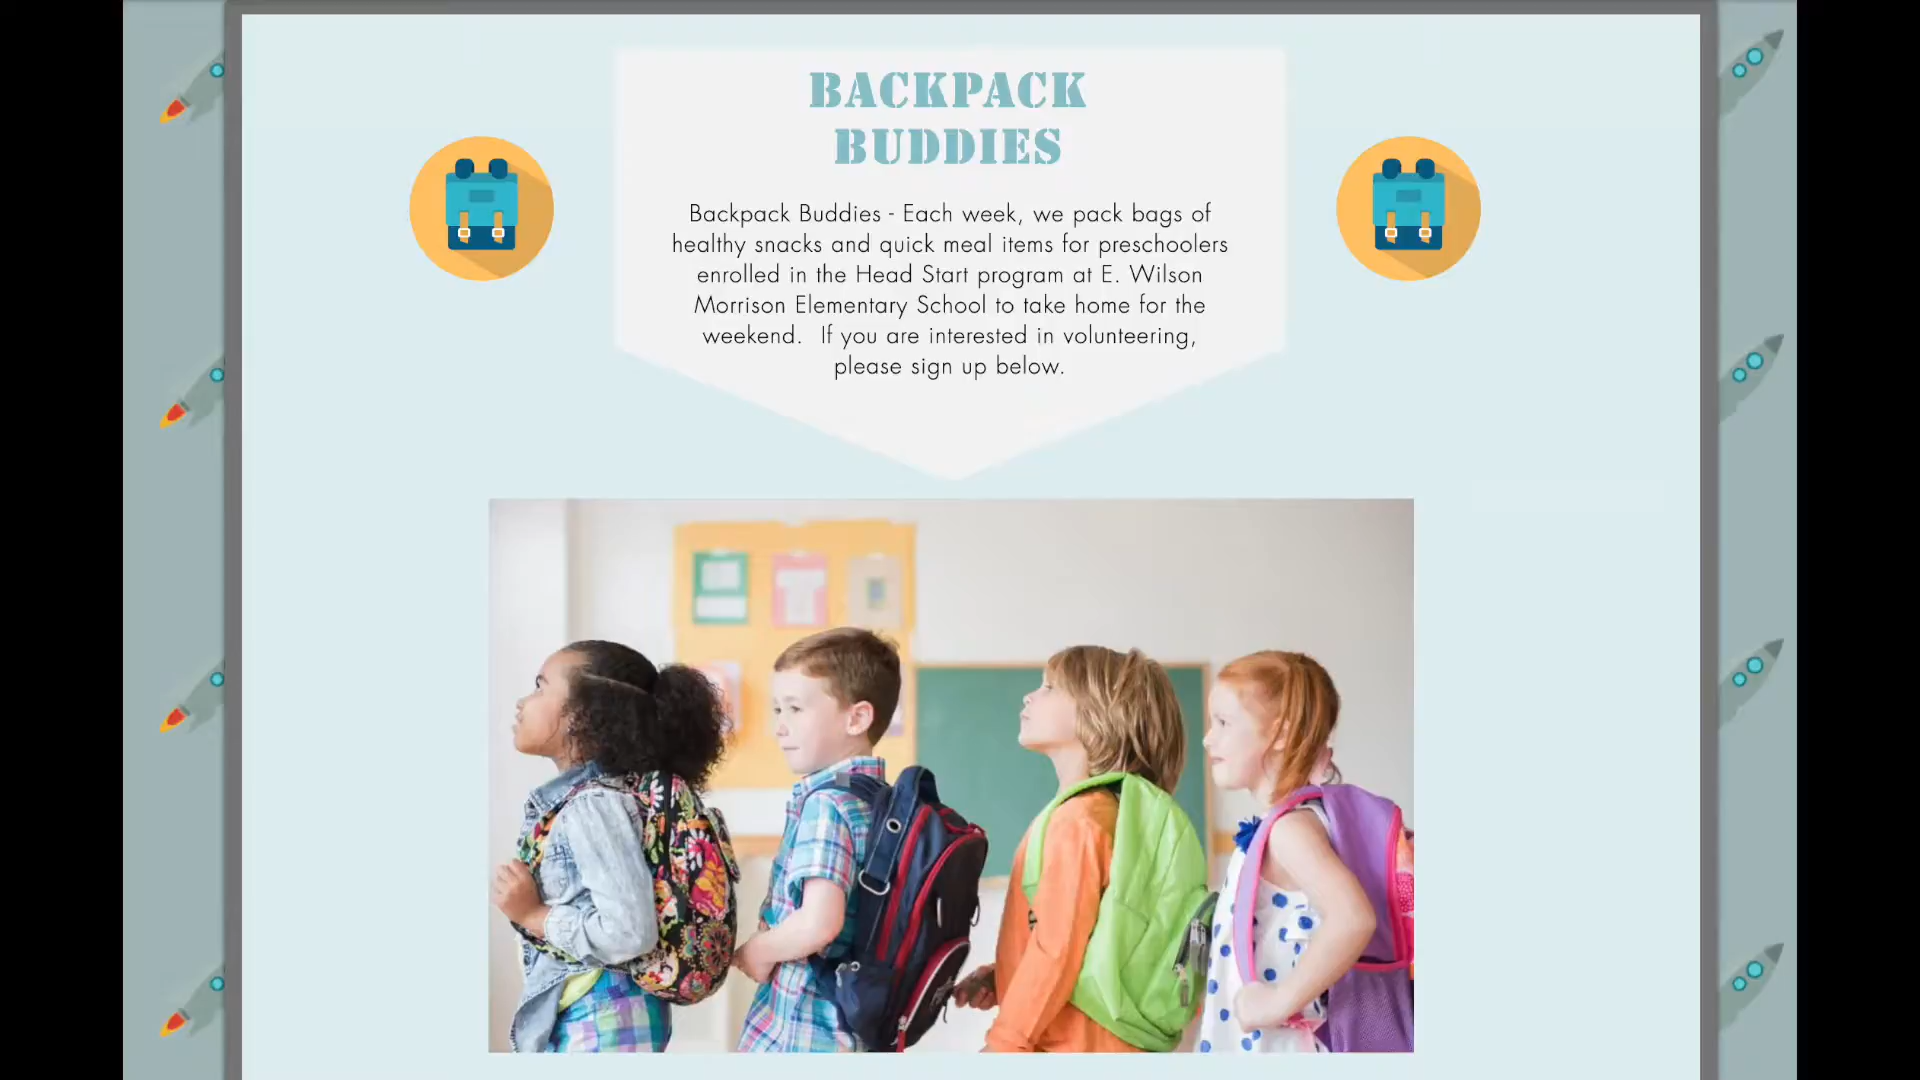 BACKPACK
BUDDIES
Backpack Buddies - Each week, we pack bags of
healthy snacks and quick meal items for preschoolers
enrolled in the Head Start program at E. Wilson
Morrison Elementary School to take home for the
weekend.  If you are interested in volunteering,
please sign up below.